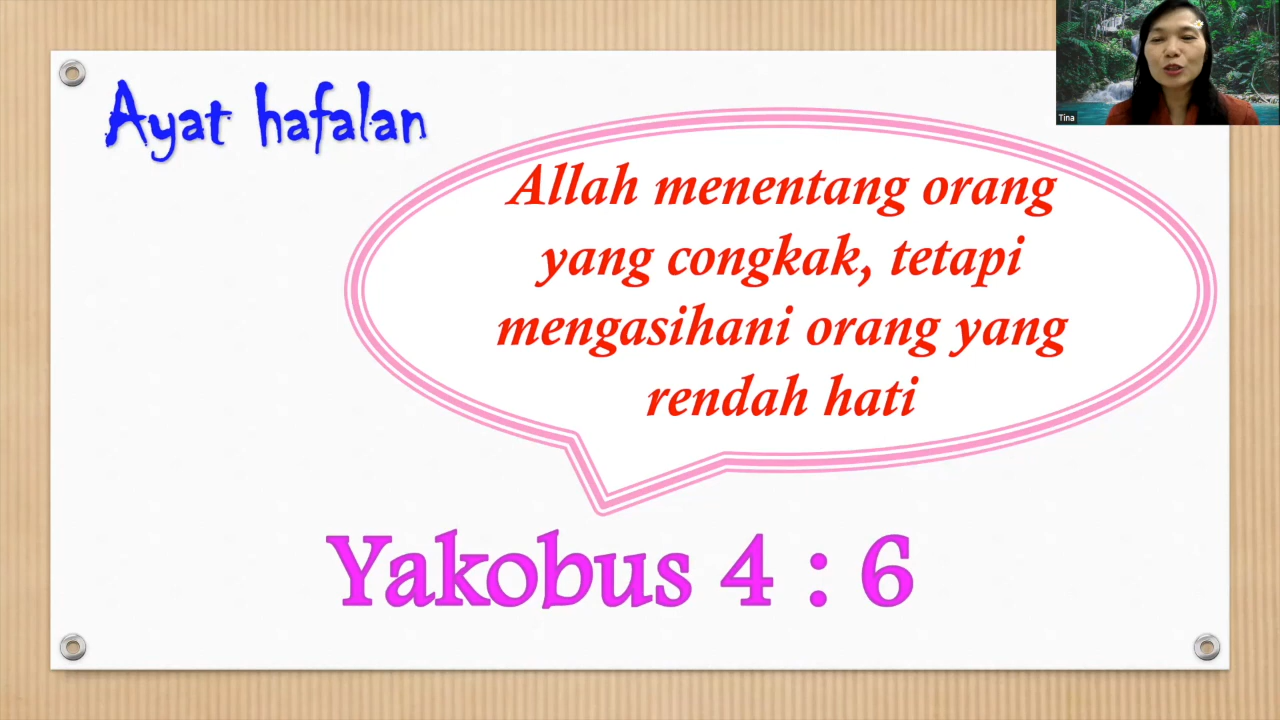 Ayat hafalan
Tina
Allah menentang orang
yang congkak, tetapi
mengasihani orang yang
rendah hati
Yakobus 4 : 6